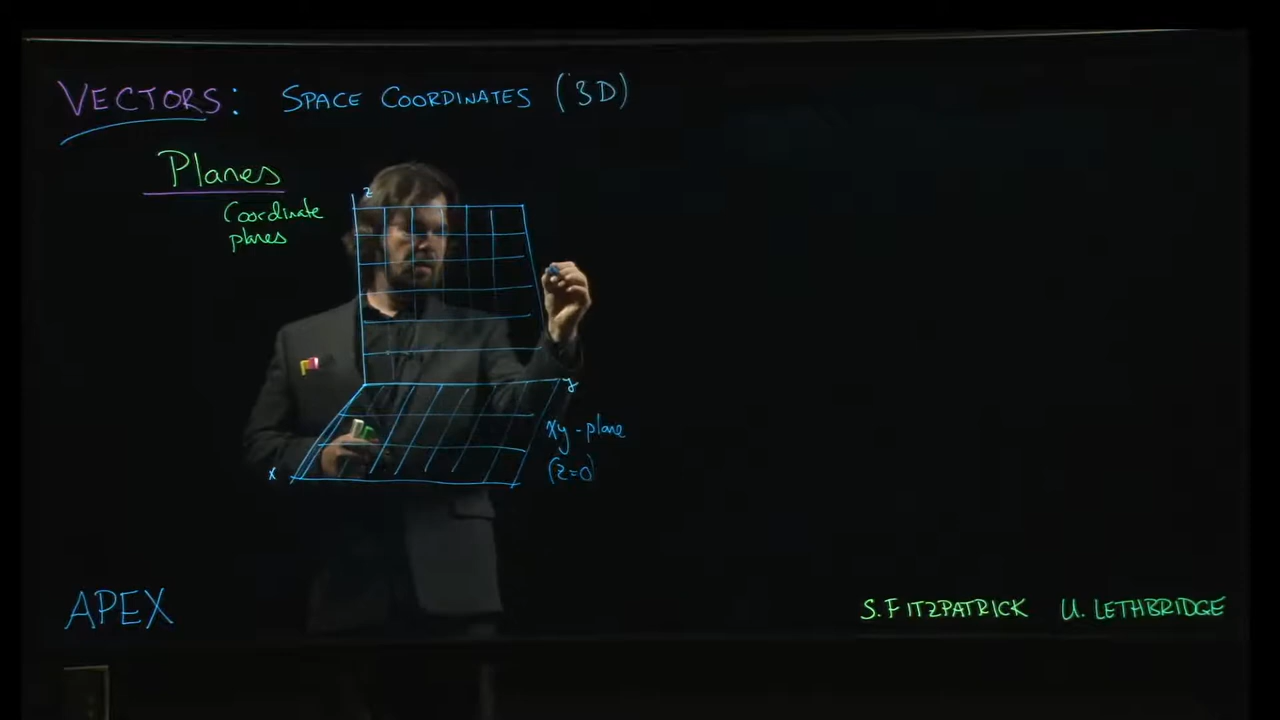 VECTORS: SPACE COORDINATES (3D)
Planes
Coordinate
planes
z
y
xy-plane
(z=0)
x
APEX
S. FITZPATRICK U. LETHBRIDGE